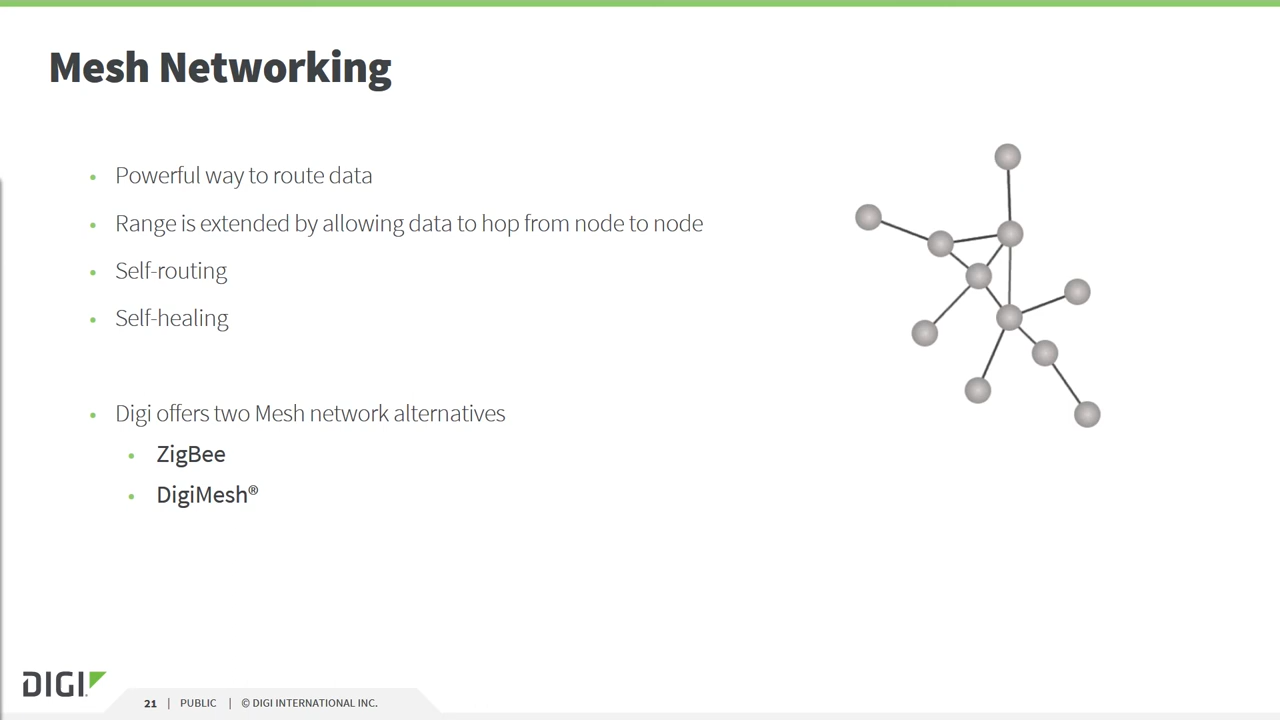 Mesh Networking
• Powerful way to route data
• Range is extended by allowing data to hop from node to node
• Self-routing
• Self-healing
• Digi offers two Mesh network alternatives
• ZigBee
• DigiMesh®
DIGI.
21 | PUBLIC | © DIGI INTERNATIONAL INC.